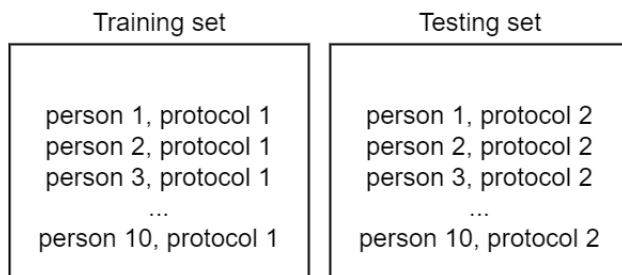 Training set
person 1, protocol 1
person 2, protocol 1
person 3, protocol 1
...
person 10, protocol 1
Testing set
person 1, protocol 2
person 2, protocol 2
person 3, protocol 2
...
person 10, protocol 2